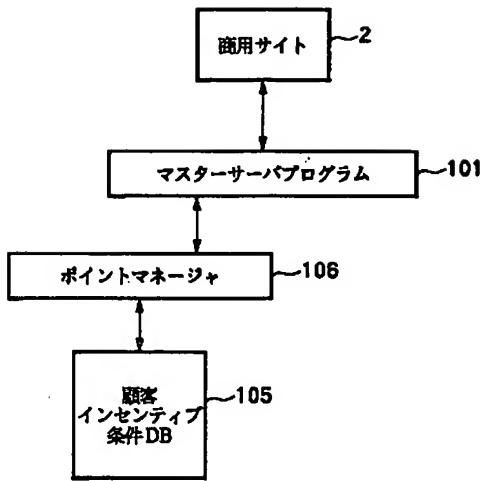 商用サイト
2
マスターサーバプログラム
101
ポイントマネージャ
106
顧客
インセンティブ
条件DB
105